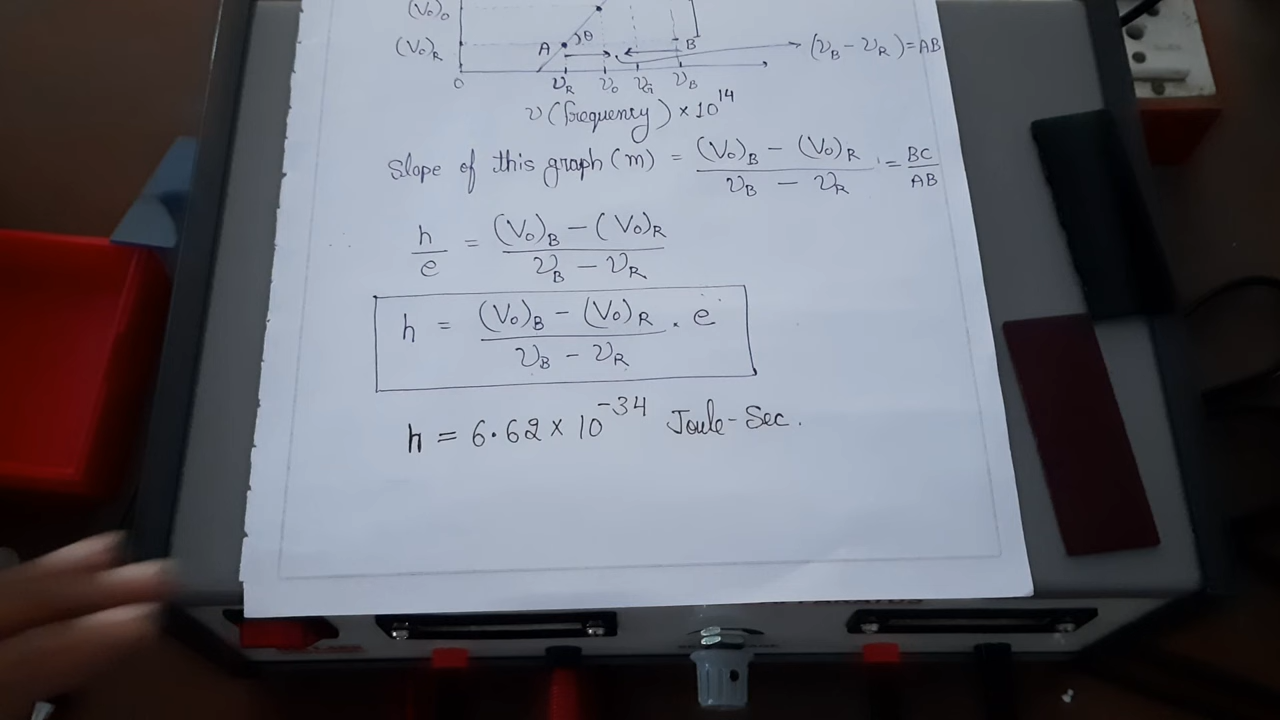 (V₀)₀
(V₀)R
A θ B
(νB − νR) = AB
0 νR ν₀ νG νB
ν (frequency) × 10¹⁴
Slope of this graph (m) = (V₀)B − (V₀)R / νB − νR = BC / AB
h / e = (V₀)B − (V₀)R / νB − νR
h = (V₀)B − (V₀)R / νB − νR . e
h = 6.62 × 10⁻³⁴ Joule-Sec.